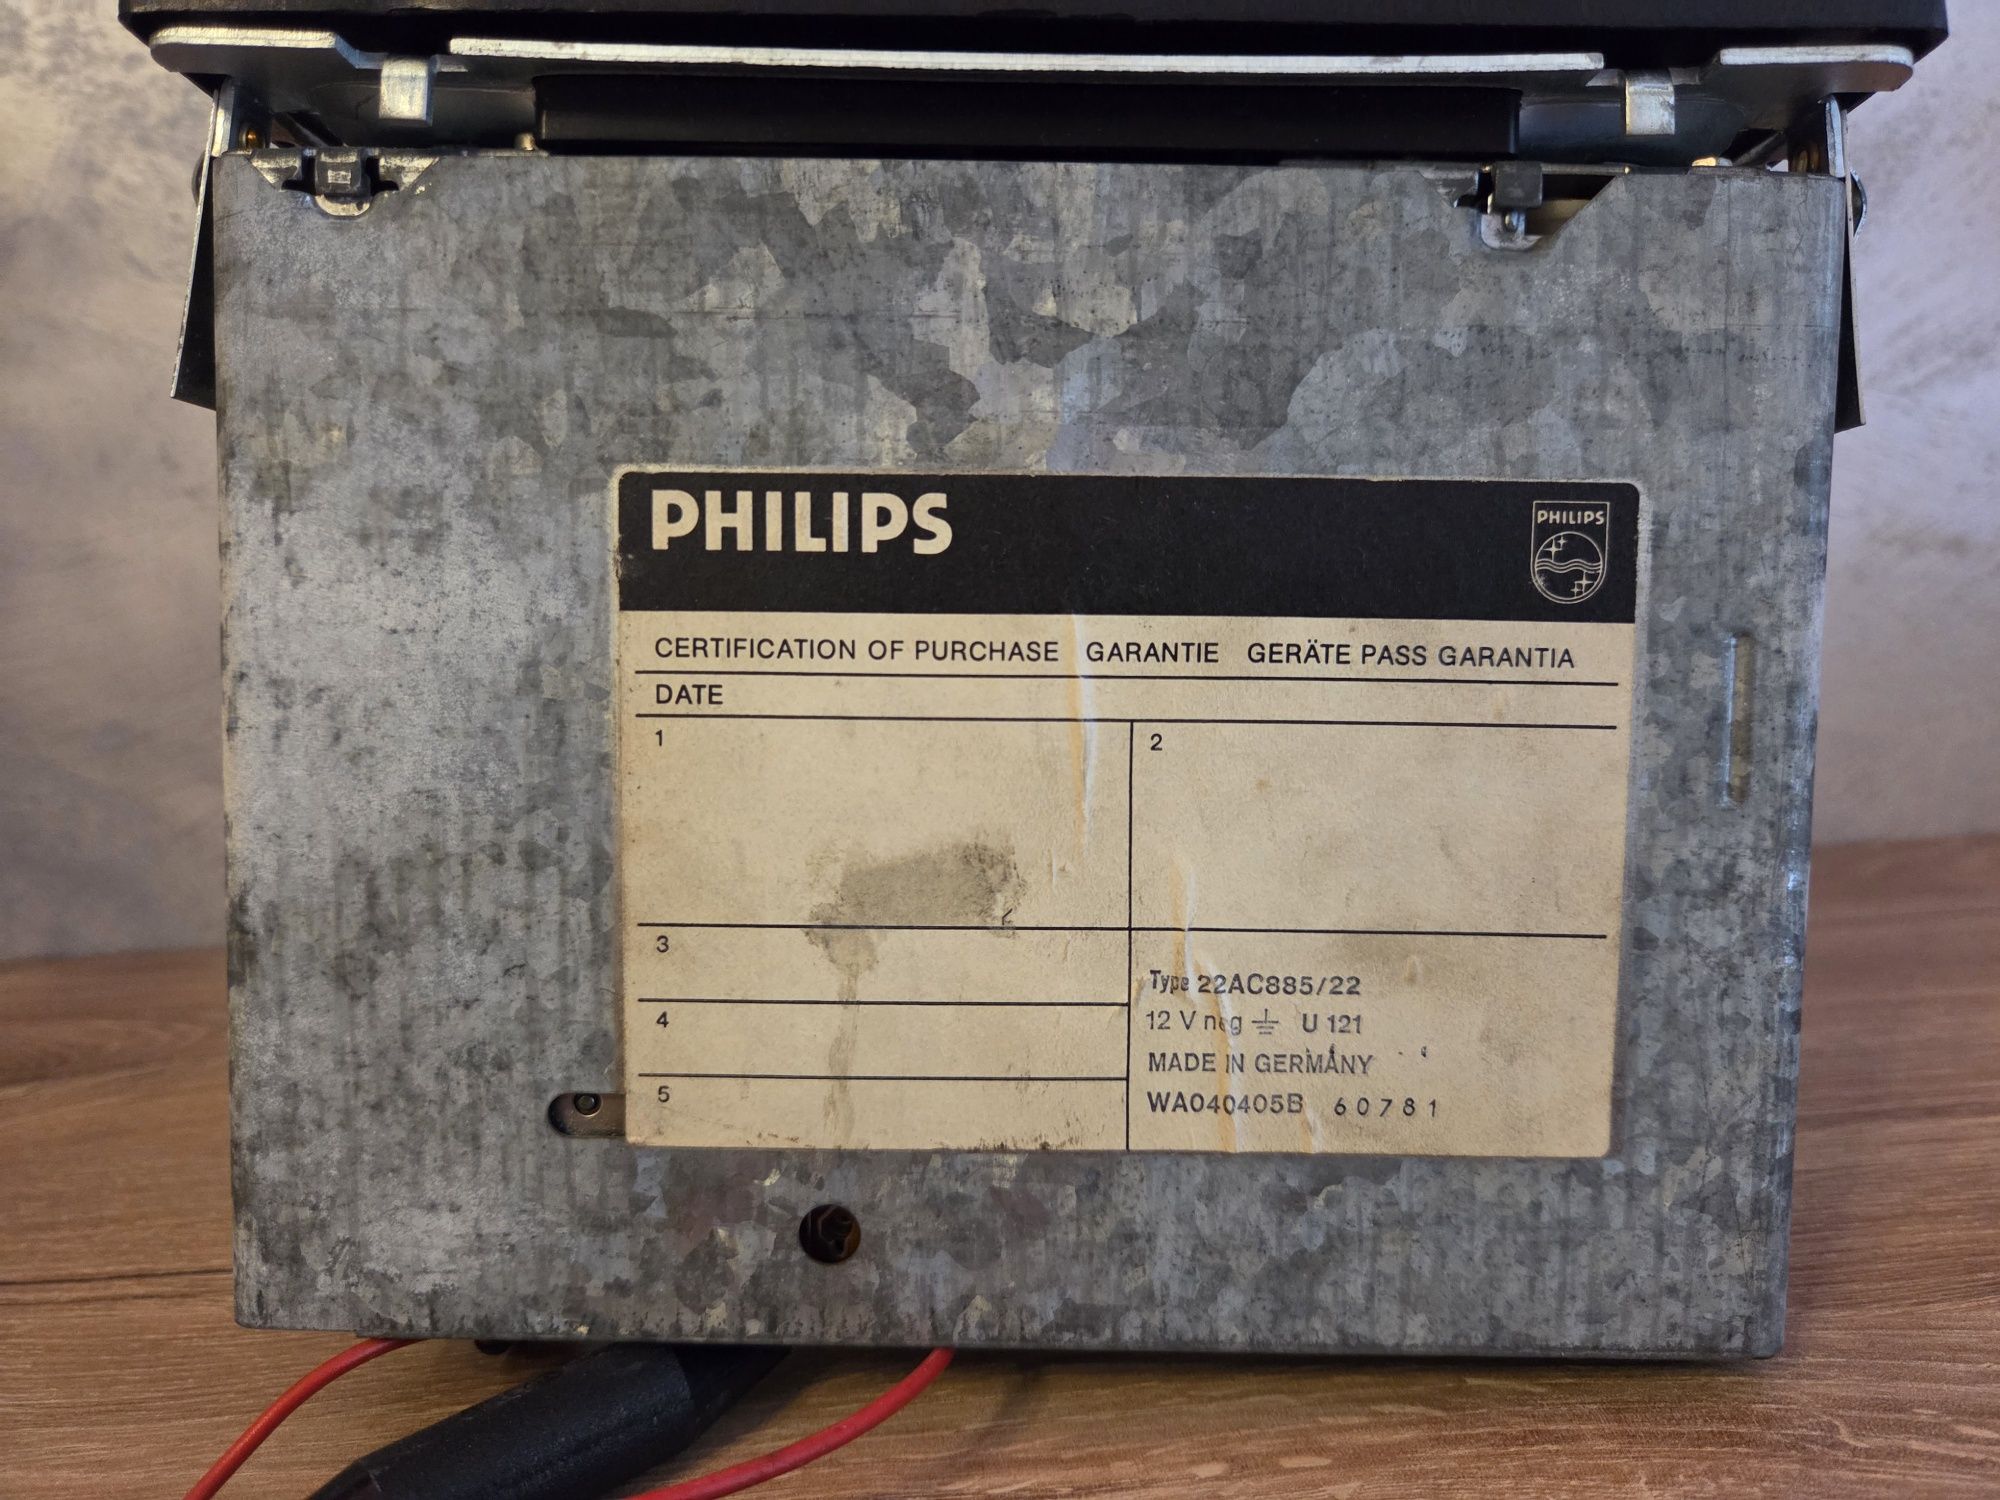 PHILIPS
PHILIPS
CERTIFICATION OF PURCHASE GARANTIE GERÄTE PASS GARANTIA
DATE
1
2
3
Type 22AC885/22
12 V neg U 121
4
MADE IN GERMANY
5
WA040405B 60781